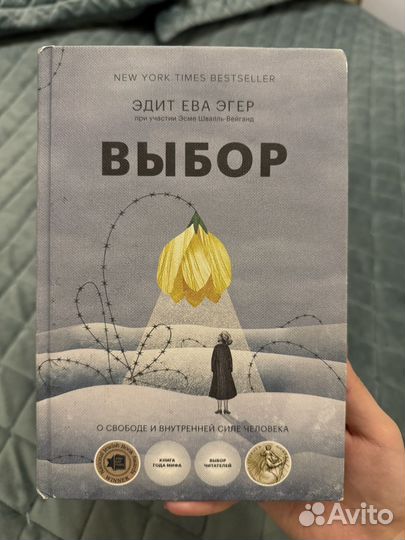 NEW YORK TIMES BESTSELLER
ЭДИТ ЕВА ЭГЕР
при участии Эсме Швалль-Вейганд
ВЫБОР
О СВОБОДЕ И ВНУТРЕННЕЙ СИЛЕ ЧЕЛОВЕКА
КНИГА
ГОДА МИФА
ВЫБОР
ЧИТАТЕЛЕЙ
WINNER
Avito